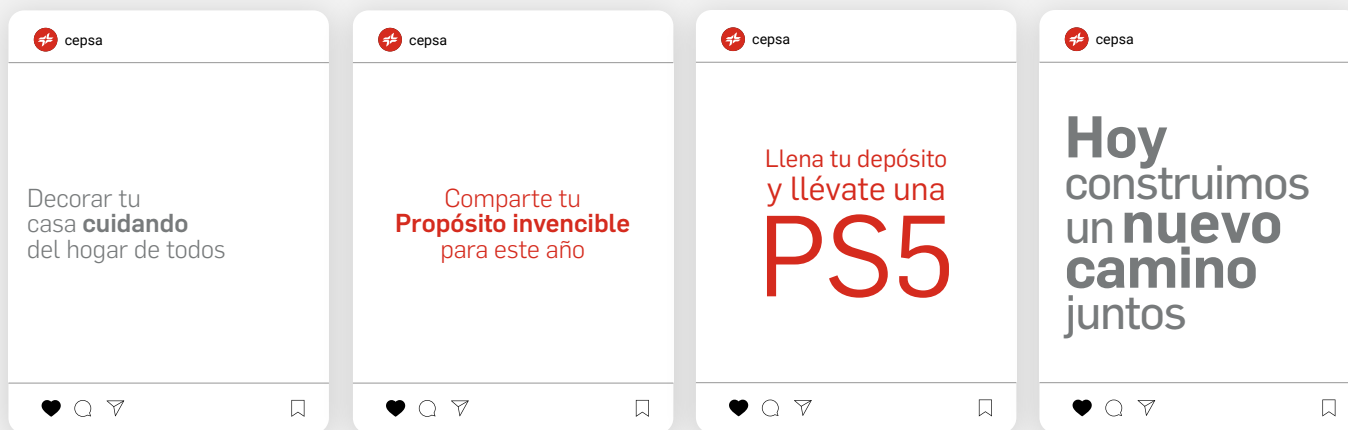 cepsa
Decorar tu
casa cuidando
del hogar de todos
cepsa
Comparte tu
Propósito invencible
para este año
cepsa
Llena tu depósito
y llévate una
PS5
cepsa
Hoy
construimos
un nuevo
camino
juntos